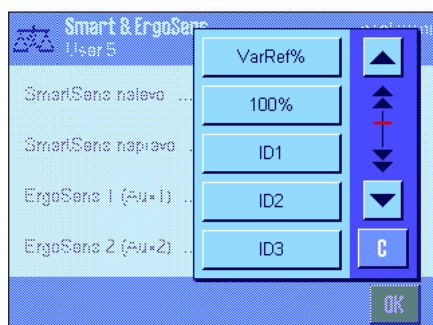 Smart & ErgoSens
User 5
SmartSens nalevo ...
SmartSens napravo ..
ErgoSens 1 (Aux1) ..
ErgoSens 2 (Aux2) ..
VarRef%
100%
ID1
ID2
ID3
C
OK